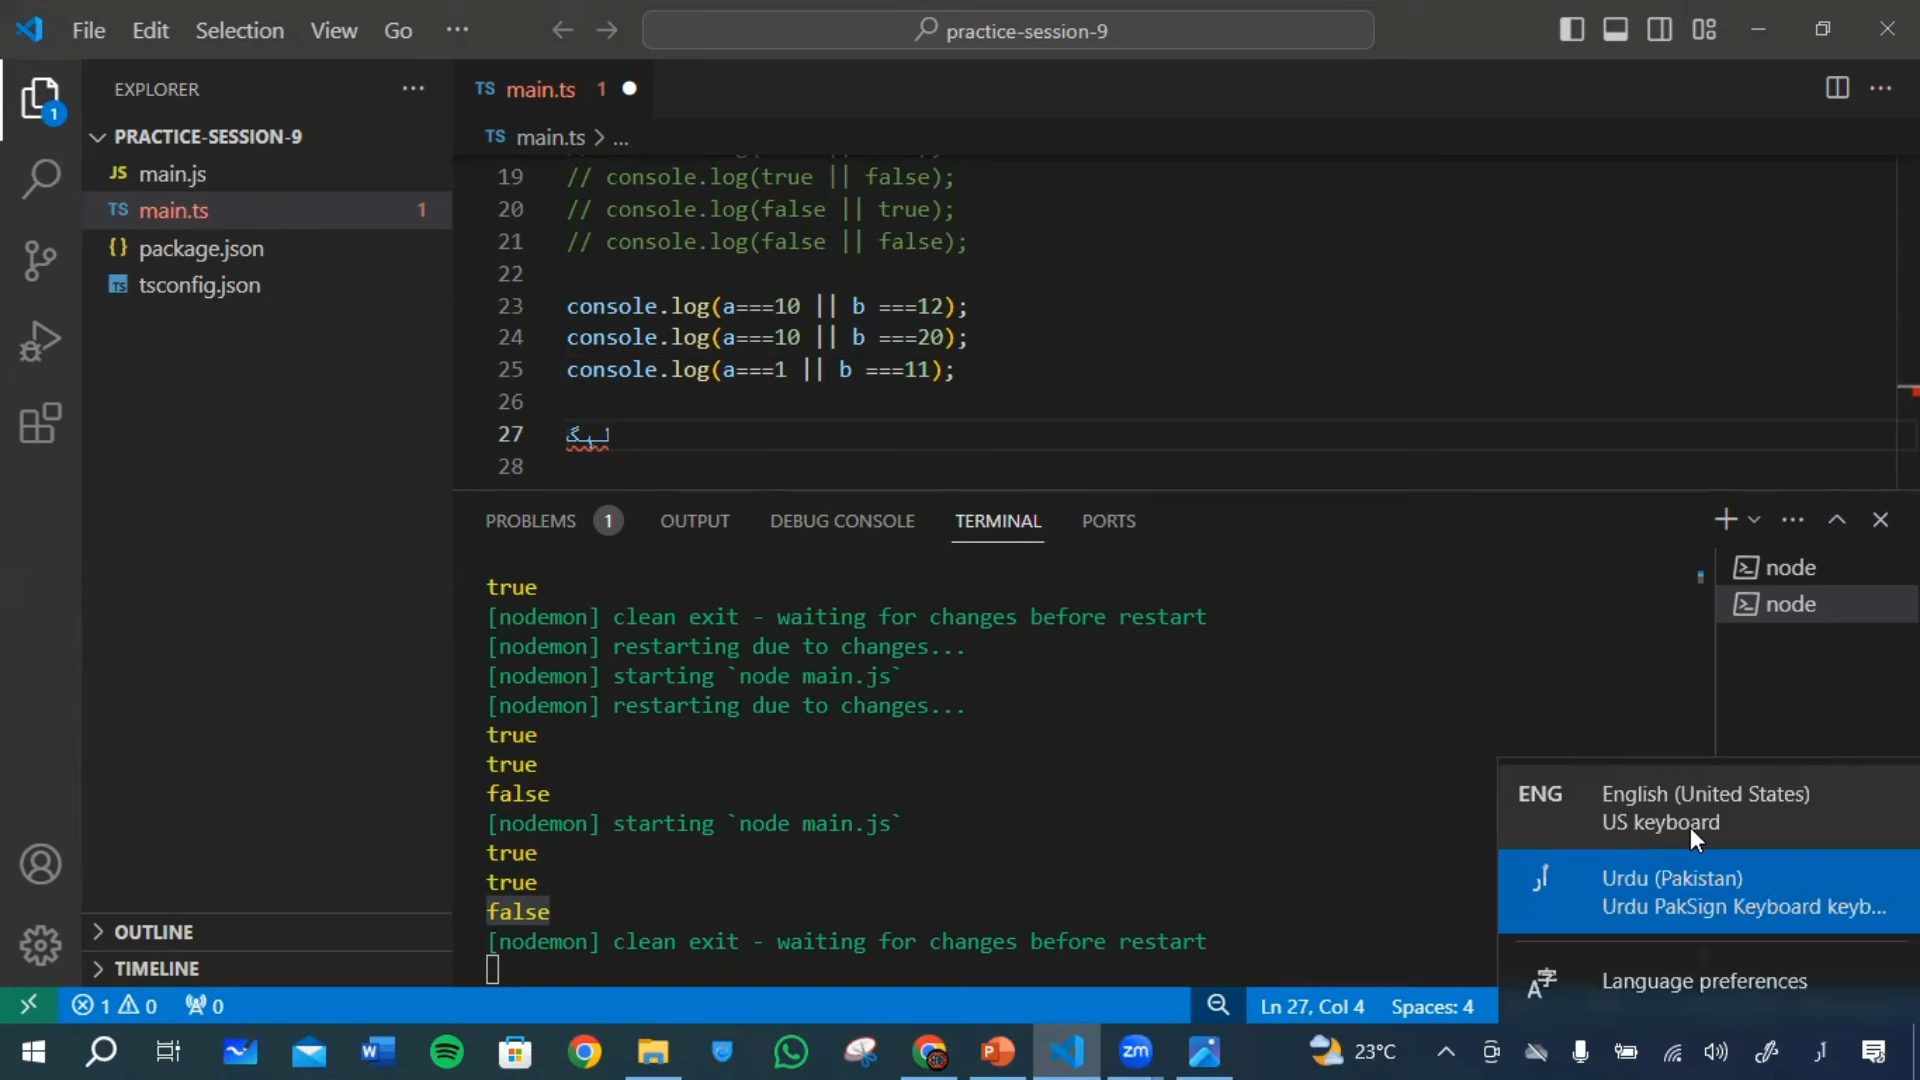 File Edit Selection View Go ···
practice-session-9
EXPLORER
TS main.ts 1
1
PRACTICE-SESSION-9
TS main.ts > ...
JS main.js
TS main.ts 1
{} package.json
TS tsconfig.json
19 // console.log(true || false);
20 // console.log(false || true);
21 // console.log(false || false);
22
23 console.log(a===10 || b ===12);
24 console.log(a===10 || b ===20);
25 console.log(a===1 || b ===11);
26
27
28
PROBLEMS 1 OUTPUT DEBUG CONSOLE TERMINAL PORTS
node
node
true
[nodemon] clean exit - waiting for changes before restart
[nodemon] restarting due to changes...
[nodemon] starting `node main.js`
[nodemon] restarting due to changes...
true
true
false
[nodemon] starting `node main.js`
true
true
false
[nodemon] clean exit - waiting for changes before restart
ENG English (United States)
US keyboard
اُر Urdu (Pakistan)
Urdu PakSign Keyboard keyb...
Language preferences
OUTLINE
TIMELINE
1 0 0
Ln 27, Col 4 Spaces: 4
23°C
اُر